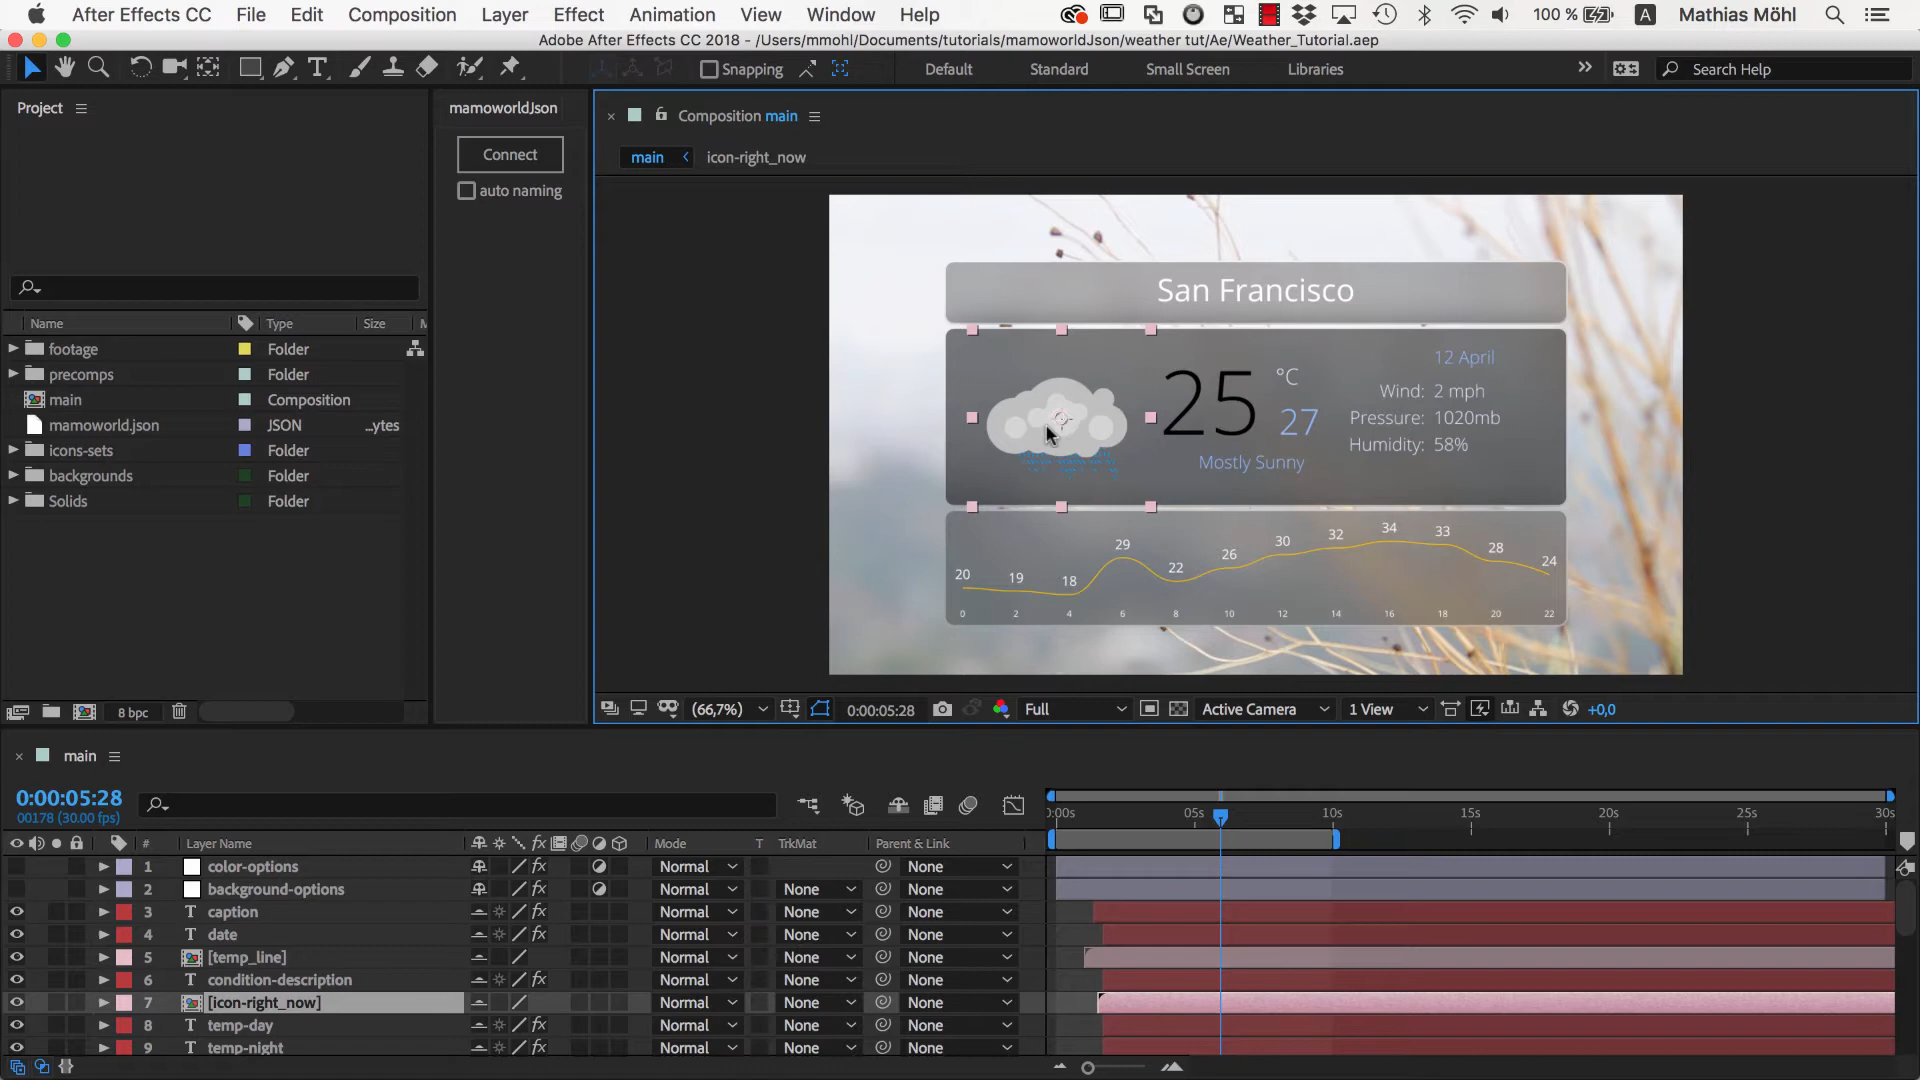 After Effects CC File Edit Composition Layer Effect Animation View Window Help 100 % A Mathias Möhl
Adobe After Effects CC 2018 - /Users/mmohl/Documents/tutorials/mamoworldJson/weather tut/Ae/Weather_Tutorial.aep
Snapping Default Standard Small Screen Libraries Search Help
Project mamoworldJson Composition main
Connect main icon-right_now
auto naming
San Francisco
12 April
25 °C 27
Mostly Sunny
Wind: 2 mph
Pressure: 1020mb
Humidity: 58%
20 19 18 29 22 26 30 32 34 33 28 24
0 2 4 6 8 10 12 14 16 18 20 22
Name Type Size M
footage Folder
precomps Folder
main Composition
mamoworld.json JSON ..ytes
icons-sets Folder
backgrounds Folder
Solids Folder
8 bpc (66,7%) 0:00:05:28 Full Active Camera 1 View +0,0
main
0:00:05:28
00178 (30.00 fps)
0:00s 05s 10s 15s 20s 25s 30s
# Layer Name fx Mode T TrkMat Parent & Link
1 color-options fx Normal None
2 background-options fx Normal None None
3 T caption fx Normal None None
4 T date fx Normal None None
5 [temp_line] Normal None None
6 T condition-description fx Normal None None
7 [icon-right_now] Normal None None
8 T temp-day fx Normal None None
9 T temp-night fx Normal None None